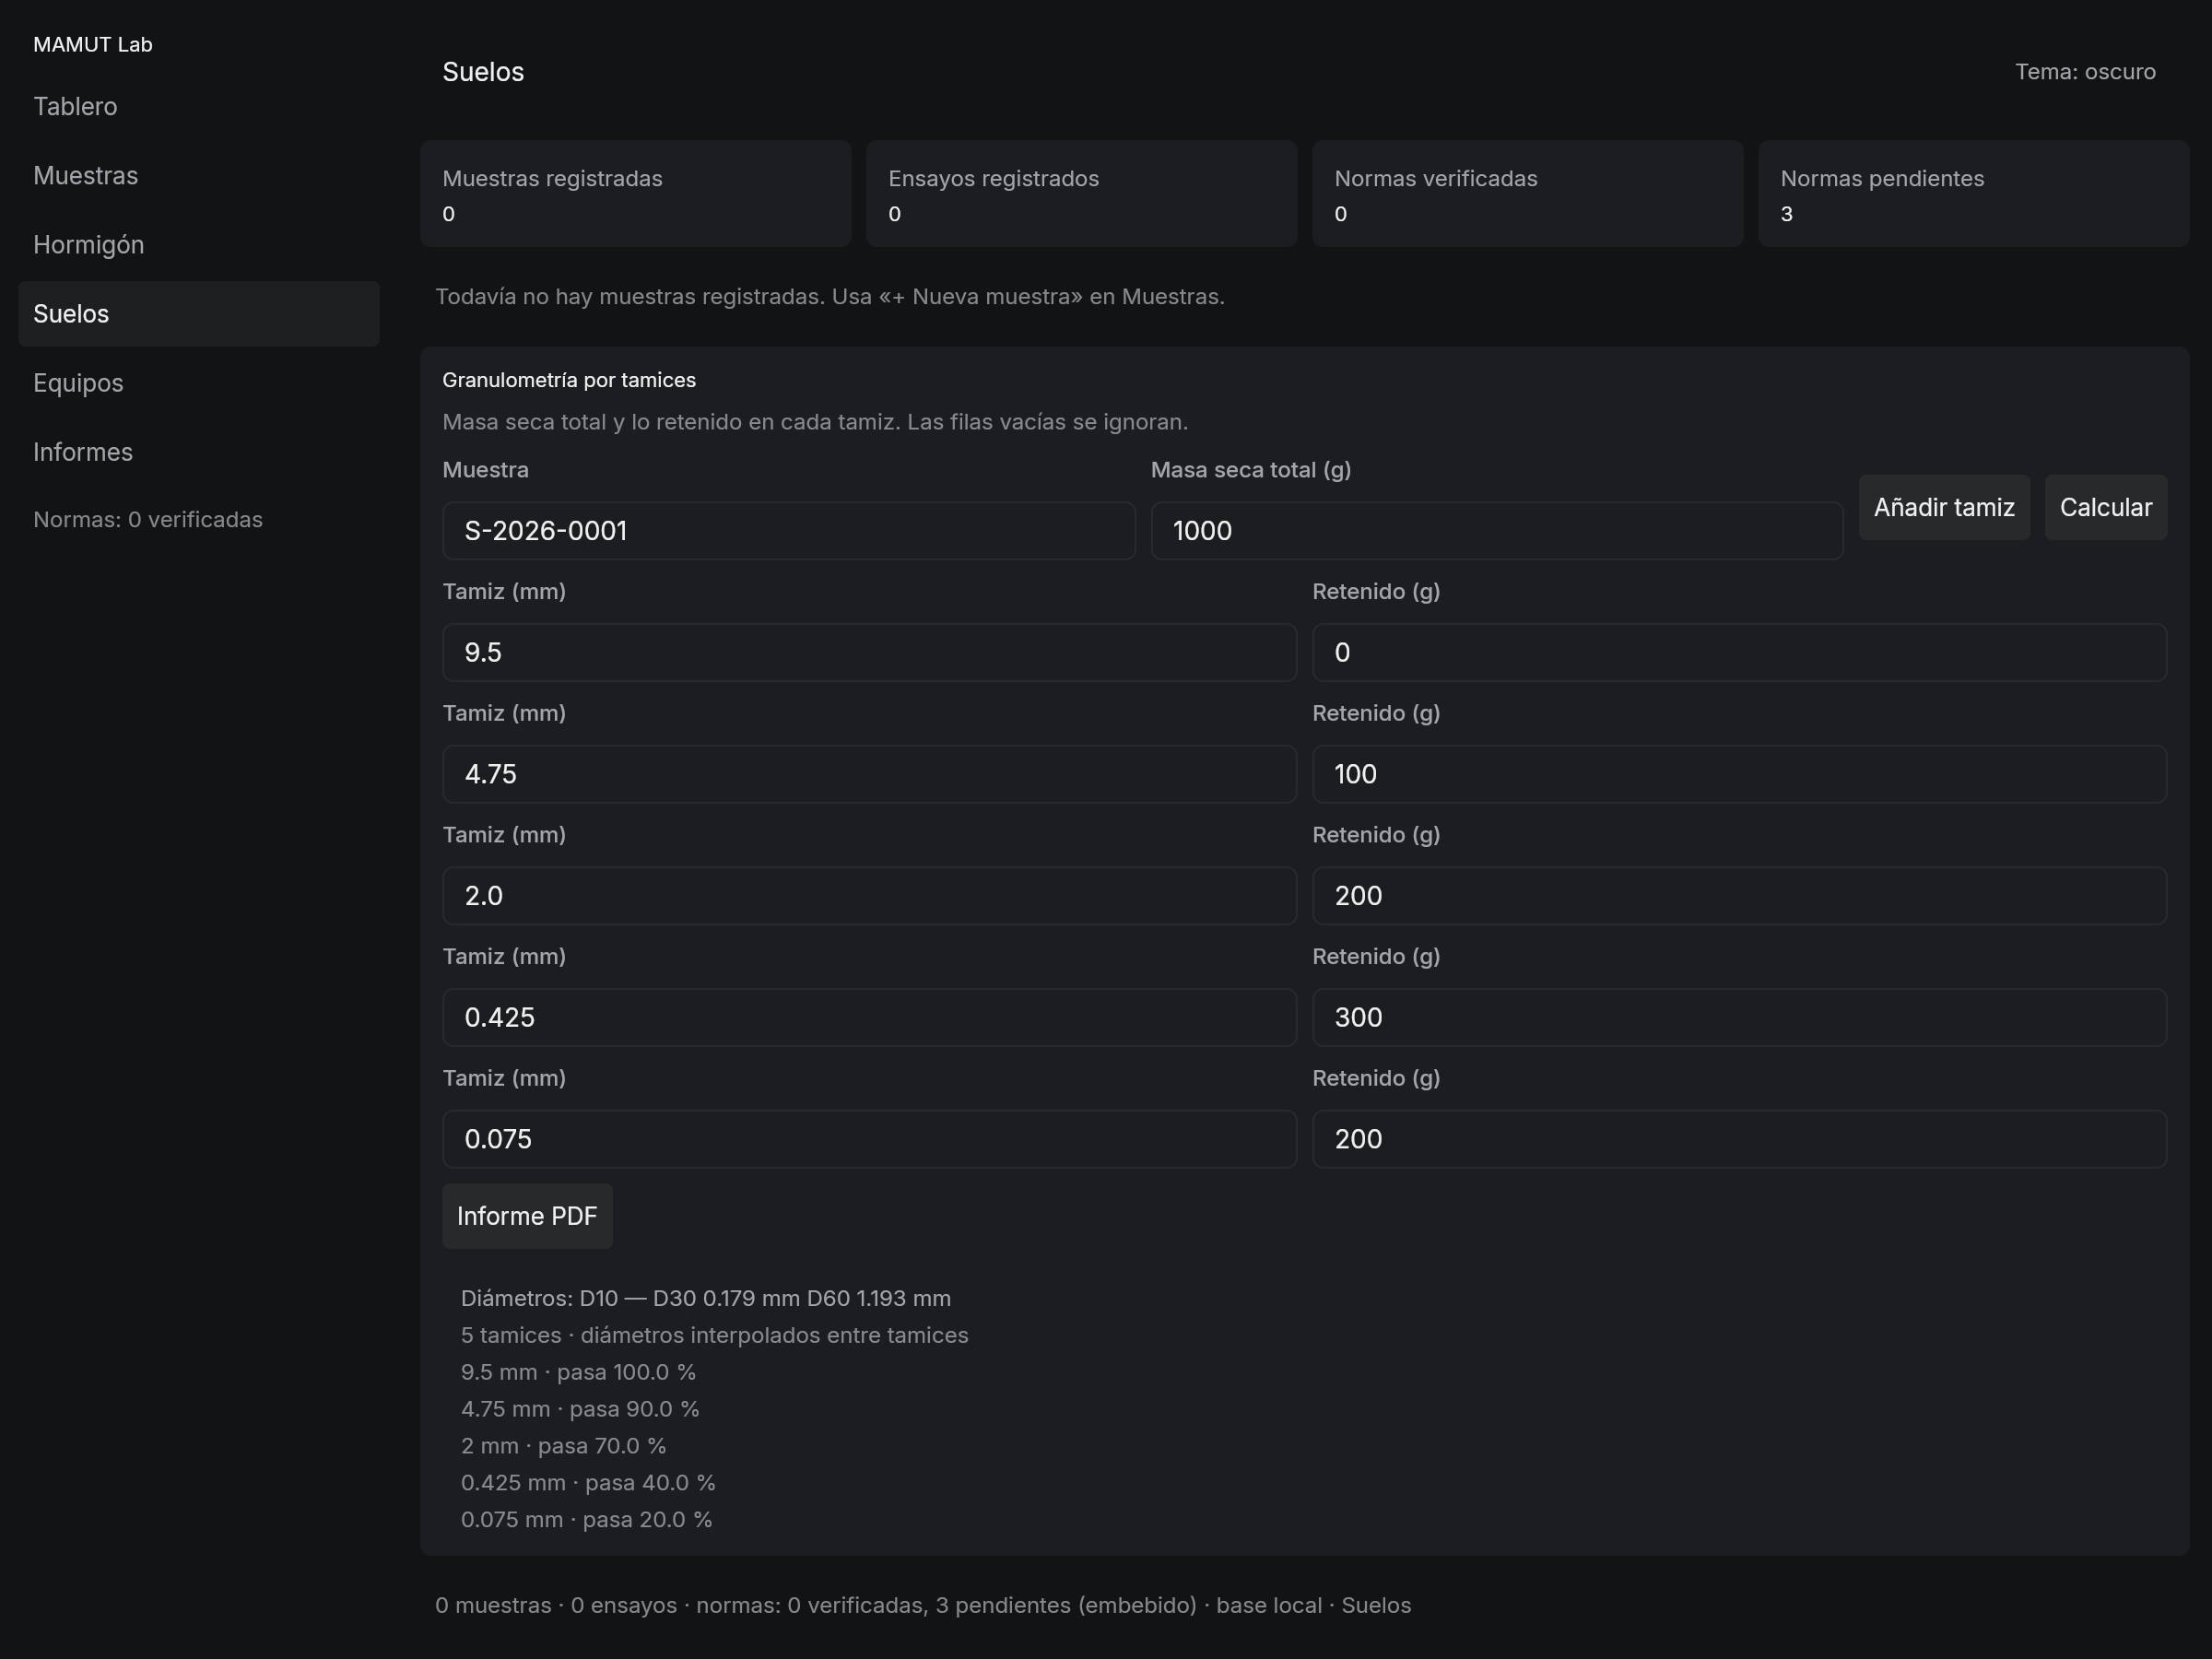 MAMUT Lab
Tablero
Muestras
Hormigón
Suelos
Equipos
Informes
Normas: 0 verificadas
Suelos
Tema: oscuro
Muestras registradas
0
Ensayos registrados
0
Normas verificadas
0
Normas pendientes
3
Todavía no hay muestras registradas. Usa «+ Nueva muestra» en Muestras.
Granulometría por tamices
Masa seca total y lo retenido en cada tamiz. Las filas vacías se ignoran.
Muestra
S-2026-0001
Masa seca total (g)
1000
Añadir tamiz
Calcular
Tamiz (mm)
9.5
Retenido (g)
0
Tamiz (mm)
4.75
Retenido (g)
100
Tamiz (mm)
2.0
Retenido (g)
200
Tamiz (mm)
0.425
Retenido (g)
300
Tamiz (mm)
0.075
Retenido (g)
200
Informe PDF
Diámetros: D10 — D30 0.179 mm D60 1.193 mm
5 tamices · diámetros interpolados entre tamices
9.5 mm · pasa 100.0 %
4.75 mm · pasa 90.0 %
2 mm · pasa 70.0 %
0.425 mm · pasa 40.0 %
0.075 mm · pasa 20.0 %
0 muestras · 0 ensayos · normas: 0 verificadas, 3 pendientes (embebido) · base local · Suelos